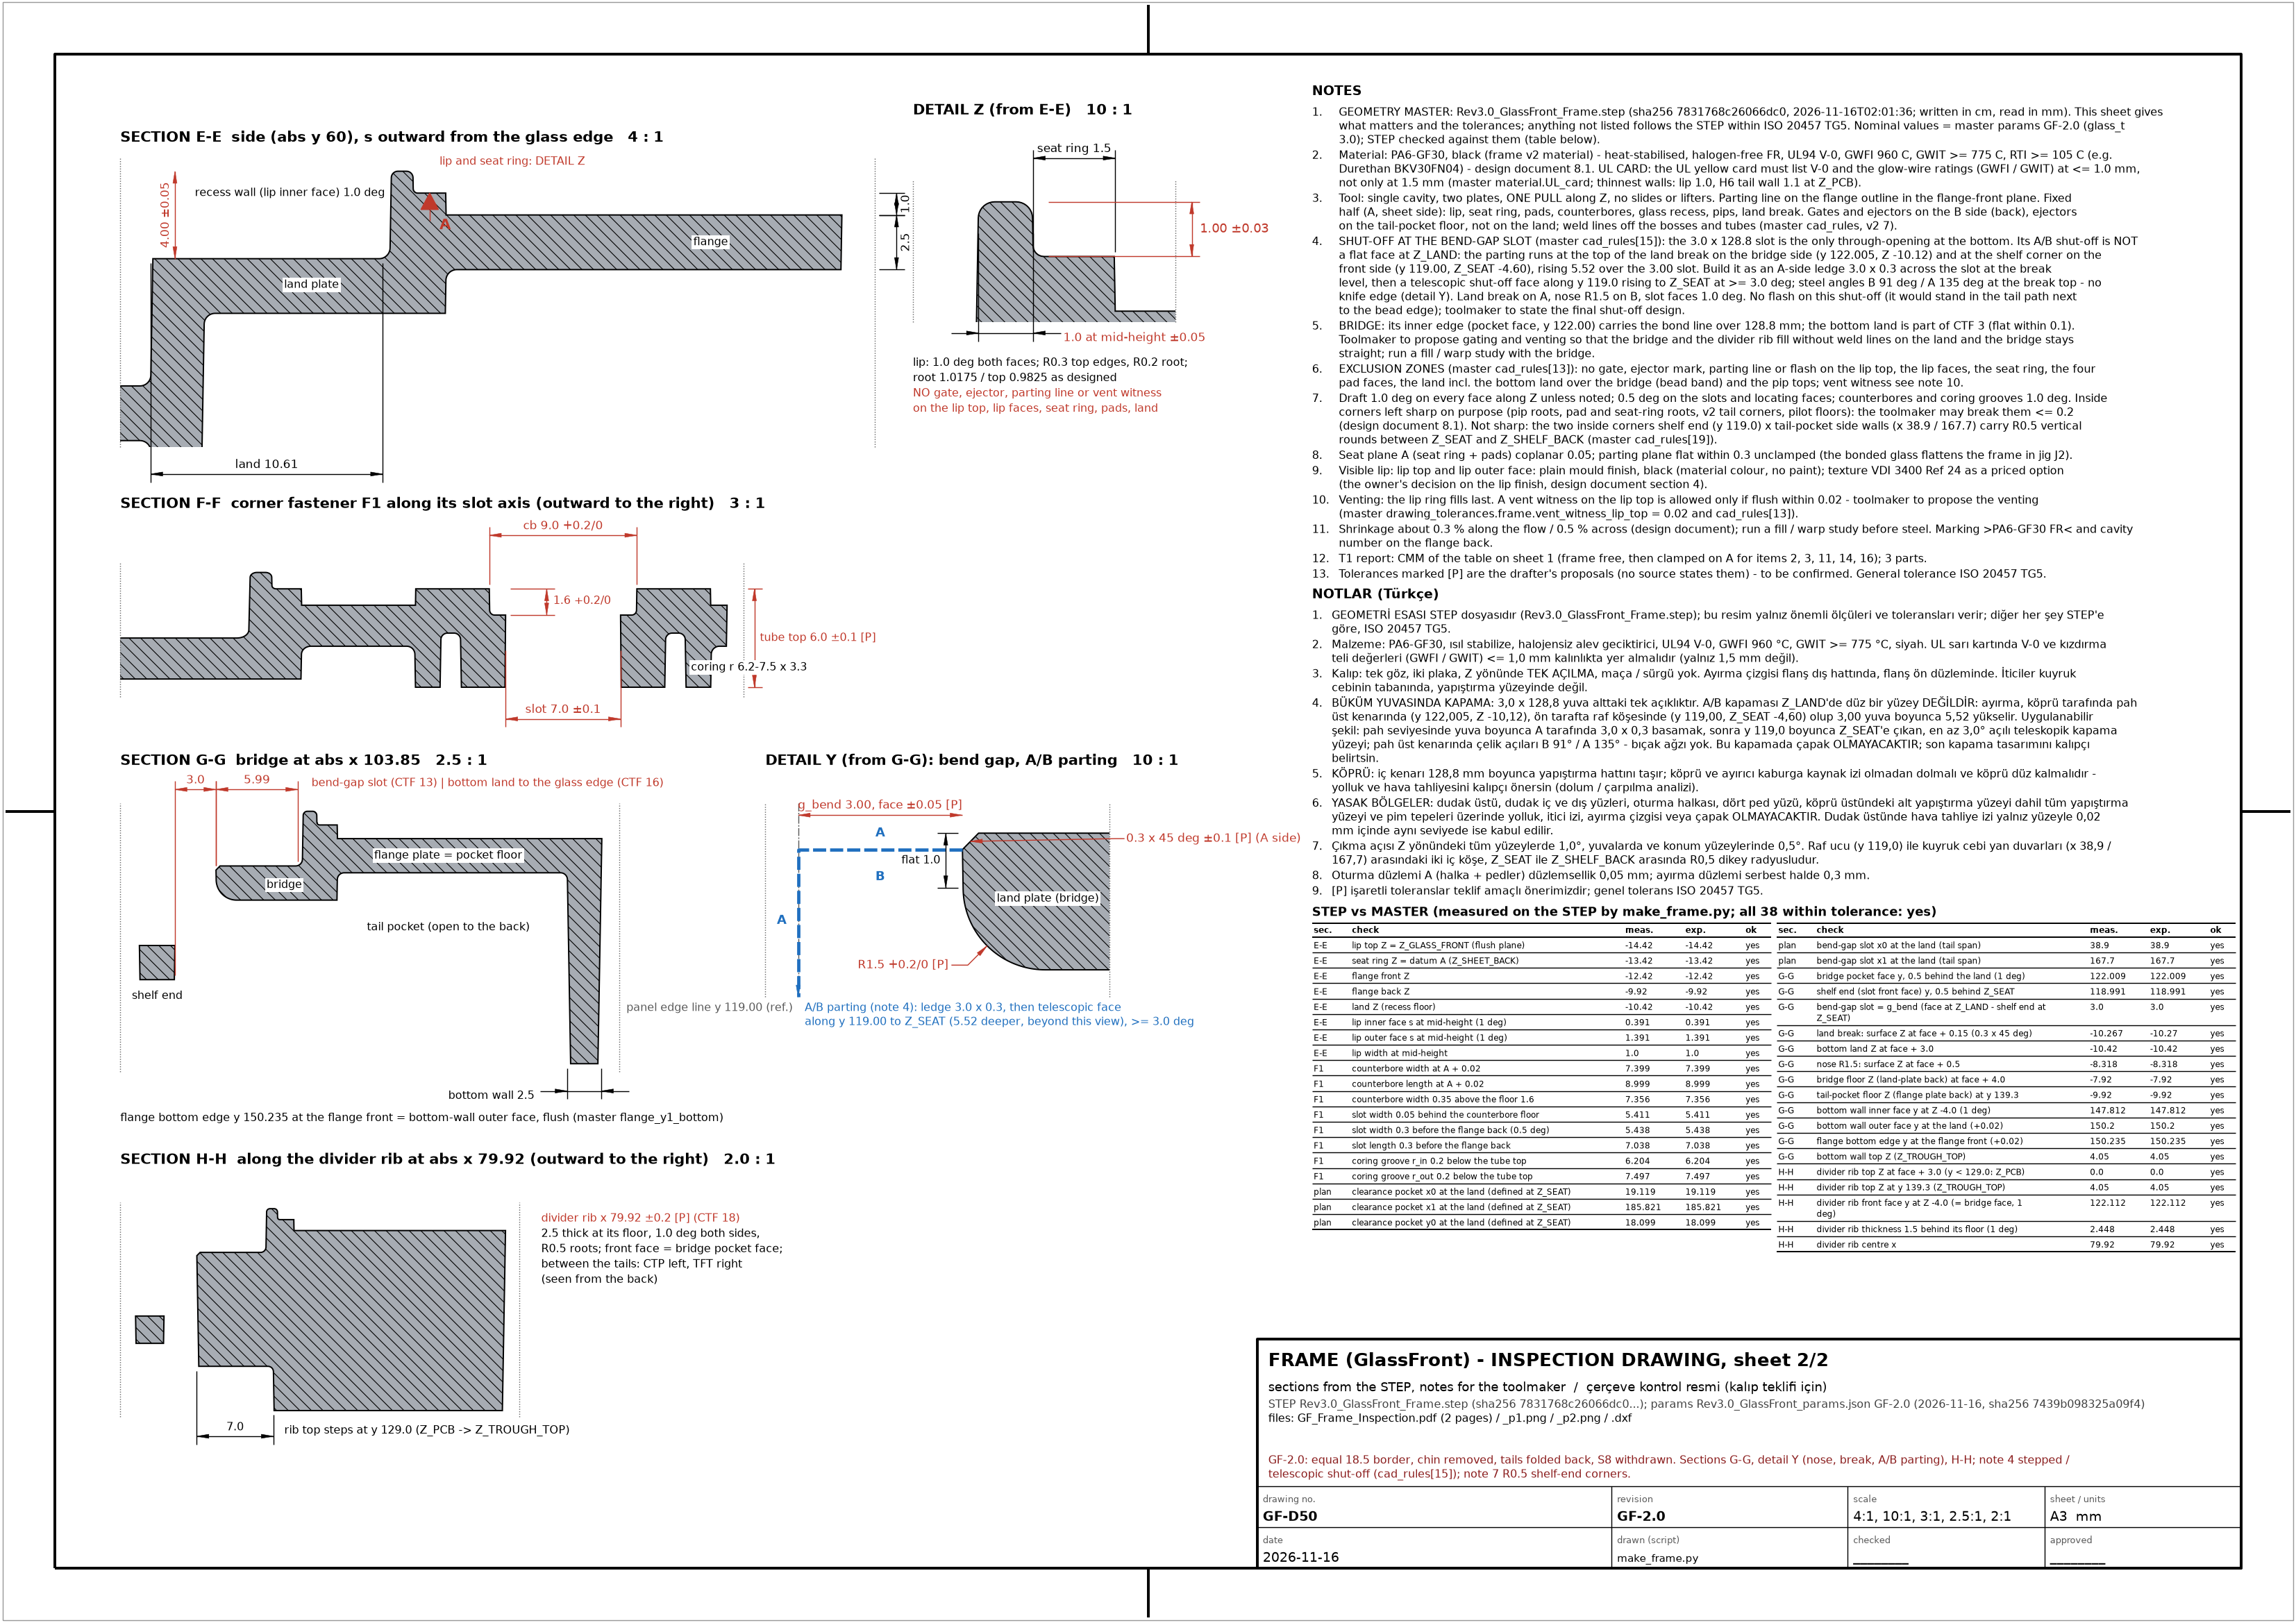 SECTION E-E  side (abs y 60), s outward from the glass edge   4 : 1
lip and seat ring: DETAIL Z
recess wall (lip inner face) 1.0 deg
4.00 ±0.05
A
flange
land plate
1.0
2.5
land 10.61
DETAIL Z (from E-E)   10 : 1
seat ring 1.5
1.00 ±0.03
1.0 at mid-height ±0.05
lip: 1.0 deg both faces; R0.3 top edges, R0.2 root;
root 1.0175 / top 0.9825 as designed
NO gate, ejector, parting line or vent witness
on the lip top, lip faces, seat ring, pads, land
SECTION F-F  corner fastener F1 along its slot axis (outward to the right)   3 : 1
cb 9.0 +0.2/0
1.6 +0.2/0
tube top 6.0 ±0.1 [P]
coring r 6.2-7.5 x 3.3
slot 7.0 ±0.1
SECTION G-G  bridge at abs x 103.85   2.5 : 1
3.0
5.99
bend-gap slot (CTF 13) | bottom land to the glass edge (CTF 16)
flange plate = pocket floor
bridge
tail pocket (open to the back)
shelf end
bottom wall 2.5
flange bottom edge y 150.235 at the flange front = bottom-wall outer face, flush (master flange_y1_bottom)
DETAIL Y (from G-G): bend gap, A/B parting   10 : 1
g_bend 3.00, face ±0.05 [P]
A
0.3 x 45 deg ±0.1 [P] (A side)
flat 1.0
B
land plate (bridge)
A
R1.5 +0.2/0 [P]
panel edge line y 119.00 (ref.)
A/B parting (note 4): ledge 3.0 x 0.3, then telescopic face
along y 119.00 to Z_SEAT (5.52 deeper, beyond this view), >= 3.0 deg
SECTION H-H  along the divider rib at abs x 79.92 (outward to the right)   2.0 : 1
divider rib x 79.92 ±0.2 [P] (CTF 18)
2.5 thick at its floor, 1.0 deg both sides,
R0.5 roots; front face = bridge pocket face;
between the tails: CTP left, TFT right
(seen from the back)
7.0
rib top steps at y 129.0 (Z_PCB -> Z_TROUGH_TOP)
NOTES
1. GEOMETRY MASTER: Rev3.0_GlassFront_Frame.step (sha256 7831768c26066dc0, 2026-11-16T02:01:36; written in cm, read in mm). This sheet gives
what matters and the tolerances; anything not listed follows the STEP within ISO 20457 TG5. Nominal values = master params GF-2.0 (glass_t
3.0); STEP checked against them (table below).
2. Material: PA6-GF30, black (frame v2 material) - heat-stabilised, halogen-free FR, UL94 V-0, GWFI 960 C, GWIT >= 775 C, RTI >= 105 C (e.g.
Durethan BKV30FN04) - design document 8.1. UL CARD: the UL yellow card must list V-0 and the glow-wire ratings (GWFI / GWIT) at <= 1.0 mm,
not only at 1.5 mm (master material.UL_card; thinnest walls: lip 1.0, H6 tail wall 1.1 at Z_PCB).
3. Tool: single cavity, two plates, ONE PULL along Z, no slides or lifters. Parting line on the flange outline in the flange-front plane. Fixed
half (A, sheet side): lip, seat ring, pads, counterbores, glass recess, pips, land break. Gates and ejectors on the B side (back), ejectors
on the tail-pocket floor, not on the land; weld lines off the bosses and tubes (master cad_rules, v2 7).
4. SHUT-OFF AT THE BEND-GAP SLOT (master cad_rules[15]): the 3.0 x 128.8 slot is the only through-opening at the bottom. Its A/B shut-off is NOT
a flat face at Z_LAND: the parting runs at the top of the land break on the bridge side (y 122.005, Z -10.12) and at the shelf corner on the
front side (y 119.00, Z_SEAT -4.60), rising 5.52 over the 3.00 slot. Build it as an A-side ledge 3.0 x 0.3 across the slot at the break
level, then a telescopic shut-off face along y 119.0 rising to Z_SEAT at >= 3.0 deg; steel angles B 91 deg / A 135 deg at the break top - no
knife edge (detail Y). Land break on A, nose R1.5 on B, slot faces 1.0 deg. No flash on this shut-off (it would stand in the tail path next
to the bead edge); toolmaker to state the final shut-off design.
5. BRIDGE: its inner edge (pocket face, y 122.00) carries the bond line over 128.8 mm; the bottom land is part of CTF 3 (flat within 0.1).
Toolmaker to propose gating and venting so that the bridge and the divider rib fill without weld lines on the land and the bridge stays
straight; run a fill / warp study with the bridge.
6. EXCLUSION ZONES (master cad_rules[13]): no gate, ejector mark, parting line or flash on the lip top, the lip faces, the seat ring, the four
pad faces, the land incl. the bottom land over the bridge (bead band) and the pip tops; vent witness see note 10.
7. Draft 1.0 deg on every face along Z unless noted; 0.5 deg on the slots and locating faces; counterbores and coring grooves 1.0 deg. Inside
corners left sharp on purpose (pip roots, pad and seat-ring roots, v2 tail corners, pilot floors): the toolmaker may break them <= 0.2
(design document 8.1). Not sharp: the two inside corners shelf end (y 119.0) x tail-pocket side walls (x 38.9 / 167.7) carry R0.5 vertical
rounds between Z_SEAT and Z_SHELF_BACK (master cad_rules[19]).
8. Seat plane A (seat ring + pads) coplanar 0.05; parting plane flat within 0.3 unclamped (the bonded glass flattens the frame in jig J2).
9. Visible lip: lip top and lip outer face: plain mould finish, black (material colour, no paint); texture VDI 3400 Ref 24 as a priced option
(the owner's decision on the lip finish, design document section 4).
10. Venting: the lip ring fills last. A vent witness on the lip top is allowed only if flush within 0.02 - toolmaker to propose the venting
(master drawing_tolerances.frame.vent_witness_lip_top = 0.02 and cad_rules[13]).
11. Shrinkage about 0.3 % along the flow / 0.5 % across (design document); run a fill / warp study before steel. Marking >PA6-GF30 FR< and cavity
number on the flange back.
12. T1 report: CMM of the table on sheet 1 (frame free, then clamped on A for items 2, 3, 11, 14, 16); 3 parts.
13. Tolerances marked [P] are the drafter's proposals (no source states them) - to be confirmed. General tolerance ISO 20457 TG5.
NOTLAR (Türkçe)
1. GEOMETRİ ESASI STEP dosyasıdır (Rev3.0_GlassFront_Frame.step); bu resim yalnız önemli ölçüleri ve toleransları verir; diğer her şey STEP'e
göre, ISO 20457 TG5.
2. Malzeme: PA6-GF30, ısıl stabilize, halojensiz alev geciktirici, UL94 V-0, GWFI 960 °C, GWIT >= 775 °C, siyah. UL sarı kartında V-0 ve kızdırma
teli değerleri (GWFI / GWIT) <= 1,0 mm kalınlıkta yer almalıdır (yalnız 1,5 mm değil).
3. Kalıp: tek göz, iki plaka, Z yönünde TEK AÇILMA, maça / sürgü yok. Ayırma çizgisi flanş dış hattında, flanş ön düzleminde. İticiler kuyruk
cebinin tabanında, yapıştırma yüzeyinde değil.
4. BÜKÜM YUVASINDA KAPAMA: 3,0 x 128,8 yuva alttaki tek açıklıktır. A/B kapaması Z_LAND'de düz bir yüzey DEĞİLDİR: ayırma, köprü tarafında pah
üst kenarında (y 122,005, Z -10,12), ön tarafta raf köşesinde (y 119,00, Z_SEAT -4,60) olup 3,00 yuva boyunca 5,52 yükselir. Uygulanabilir
şekil: pah seviyesinde yuva boyunca A tarafında 3,0 x 0,3 basamak, sonra y 119,0 boyunca Z_SEAT'e çıkan, en az 3,0° açılı teleskopik kapama
yüzeyi; pah üst kenarında çelik açıları B 91° / A 135° - bıçak ağzı yok. Bu kapamada çapak OLMAYACAKTIR; son kapama tasarımını kalıpçı
belirtsin.
5. KÖPRÜ: iç kenarı 128,8 mm boyunca yapıştırma hattını taşır; köprü ve ayırıcı kaburga kaynak izi olmadan dolmalı ve köprü düz kalmalıdır -
yolluk ve hava tahliyesini kalıpçı önersin (dolum / çarpılma analizi).
6. YASAK BÖLGELER: dudak üstü, dudak iç ve dış yüzleri, oturma halkası, dört ped yüzü, köprü üstündeki alt yapıştırma yüzeyi dahil tüm yapıştırma
yüzeyi ve pim tepeleri üzerinde yolluk, itici izi, ayırma çizgisi veya çapak OLMAYACAKTIR. Dudak üstünde hava tahliye izi yalnız yüzeyle 0,02
mm içinde aynı seviyede ise kabul edilir.
7. Çıkma açısı Z yönündeki tüm yüzeylerde 1,0°, yuvalarda ve konum yüzeylerinde 0,5°. Raf ucu (y 119,0) ile kuyruk cebi yan duvarları (x 38,9 /
167,7) arasındaki iki iç köşe, Z_SEAT ile Z_SHELF_BACK arasında R0,5 dikey radyusludur.
8. Oturma düzlemi A (halka + pedler) düzlemsellik 0,05 mm; ayırma düzlemi serbest halde 0,3 mm.
9. [P] işaretli toleranslar teklif amaçlı önerimizdir; genel tolerans ISO 20457 TG5.
STEP vs MASTER (measured on the STEP by make_frame.py; all 38 within tolerance: yes)
sec. check meas. exp. ok
E-E lip top Z = Z_GLASS_FRONT (flush plane) -14.42 -14.42 yes
E-E seat ring Z = datum A (Z_SHEET_BACK) -13.42 -13.42 yes
E-E flange front Z -12.42 -12.42 yes
E-E flange back Z -9.92 -9.92 yes
E-E land Z (recess floor) -10.42 -10.42 yes
E-E lip inner face s at mid-height (1 deg) 0.391 0.391 yes
E-E lip outer face s at mid-height (1 deg) 1.391 1.391 yes
E-E lip width at mid-height 1.0 1.0 yes
F1 counterbore width at A + 0.02 7.399 7.399 yes
F1 counterbore length at A + 0.02 8.999 8.999 yes
F1 counterbore width 0.35 above the floor 1.6 7.356 7.356 yes
F1 slot width 0.05 behind the counterbore floor 5.411 5.411 yes
F1 slot width 0.3 before the flange back (0.5 deg) 5.438 5.438 yes
F1 slot length 0.3 before the flange back 7.038 7.038 yes
F1 coring groove r_in 0.2 below the tube top 6.204 6.204 yes
F1 coring groove r_out 0.2 below the tube top 7.497 7.497 yes
plan clearance pocket x0 at the land (defined at Z_SEAT) 19.119 19.119 yes
plan clearance pocket x1 at the land (defined at Z_SEAT) 185.821 185.821 yes
plan clearance pocket y0 at the land (defined at Z_SEAT) 18.099 18.099 yes
sec. check meas. exp. ok
plan bend-gap slot x0 at the land (tail span) 38.9 38.9 yes
plan bend-gap slot x1 at the land (tail span) 167.7 167.7 yes
G-G bridge pocket face y, 0.5 behind the land (1 deg) 122.009 122.009 yes
G-G shelf end (slot front face) y, 0.5 behind Z_SEAT 118.991 118.991 yes
G-G bend-gap slot = g_bend (face at Z_LAND - shelf end at 3.0 3.0 yes
Z_SEAT)
G-G land break: surface Z at face + 0.15 (0.3 x 45 deg) -10.267 -10.27 yes
G-G bottom land Z at face + 3.0 -10.42 -10.42 yes
G-G nose R1.5: surface Z at face + 0.5 -8.318 -8.318 yes
G-G bridge floor Z (land-plate back) at face + 4.0 -7.92 -7.92 yes
G-G tail-pocket floor Z (flange plate back) at y 139.3 -9.92 -9.92 yes
G-G bottom wall inner face y at Z -4.0 (1 deg) 147.812 147.812 yes
G-G bottom wall outer face y at the land (+0.02) 150.2 150.2 yes
G-G flange bottom edge y at the flange front (+0.02) 150.235 150.235 yes
G-G bottom wall top Z (Z_TROUGH_TOP) 4.05 4.05 yes
H-H divider rib top Z at face + 3.0 (y < 129.0: Z_PCB) 0.0 0.0 yes
H-H divider rib top Z at y 139.3 (Z_TROUGH_TOP) 4.05 4.05 yes
H-H divider rib front face y at Z -4.0 (= bridge face, 1 122.112 122.112 yes
deg)
H-H divider rib thickness 1.5 behind its floor (1 deg) 2.448 2.448 yes
H-H divider rib centre x 79.92 79.92 yes
FRAME (GlassFront) - INSPECTION DRAWING, sheet 2/2
sections from the STEP, notes for the toolmaker  /  çerçeve kontrol resmi (kalıp teklifi için)
STEP Rev3.0_GlassFront_Frame.step (sha256 7831768c26066dc0...); params Rev3.0_GlassFront_params.json GF-2.0 (2026-11-16, sha256 7439b098325a09f4)
files: GF_Frame_Inspection.pdf (2 pages) / _p1.png / _p2.png / .dxf
GF-2.0: equal 18.5 border, chin removed, tails folded back, S8 withdrawn. Sections G-G, detail Y (nose, break, A/B parting), H-H; note 4 stepped /
telescopic shut-off (cad_rules[15]); note 7 R0.5 shelf-end corners.
drawing no. revision scale sheet / units
GF-D50 GF-2.0 4:1, 10:1, 3:1, 2.5:1, 2:1 A3  mm
date drawn (script) checked approved
2026-11-16 make_frame.py ________ ________